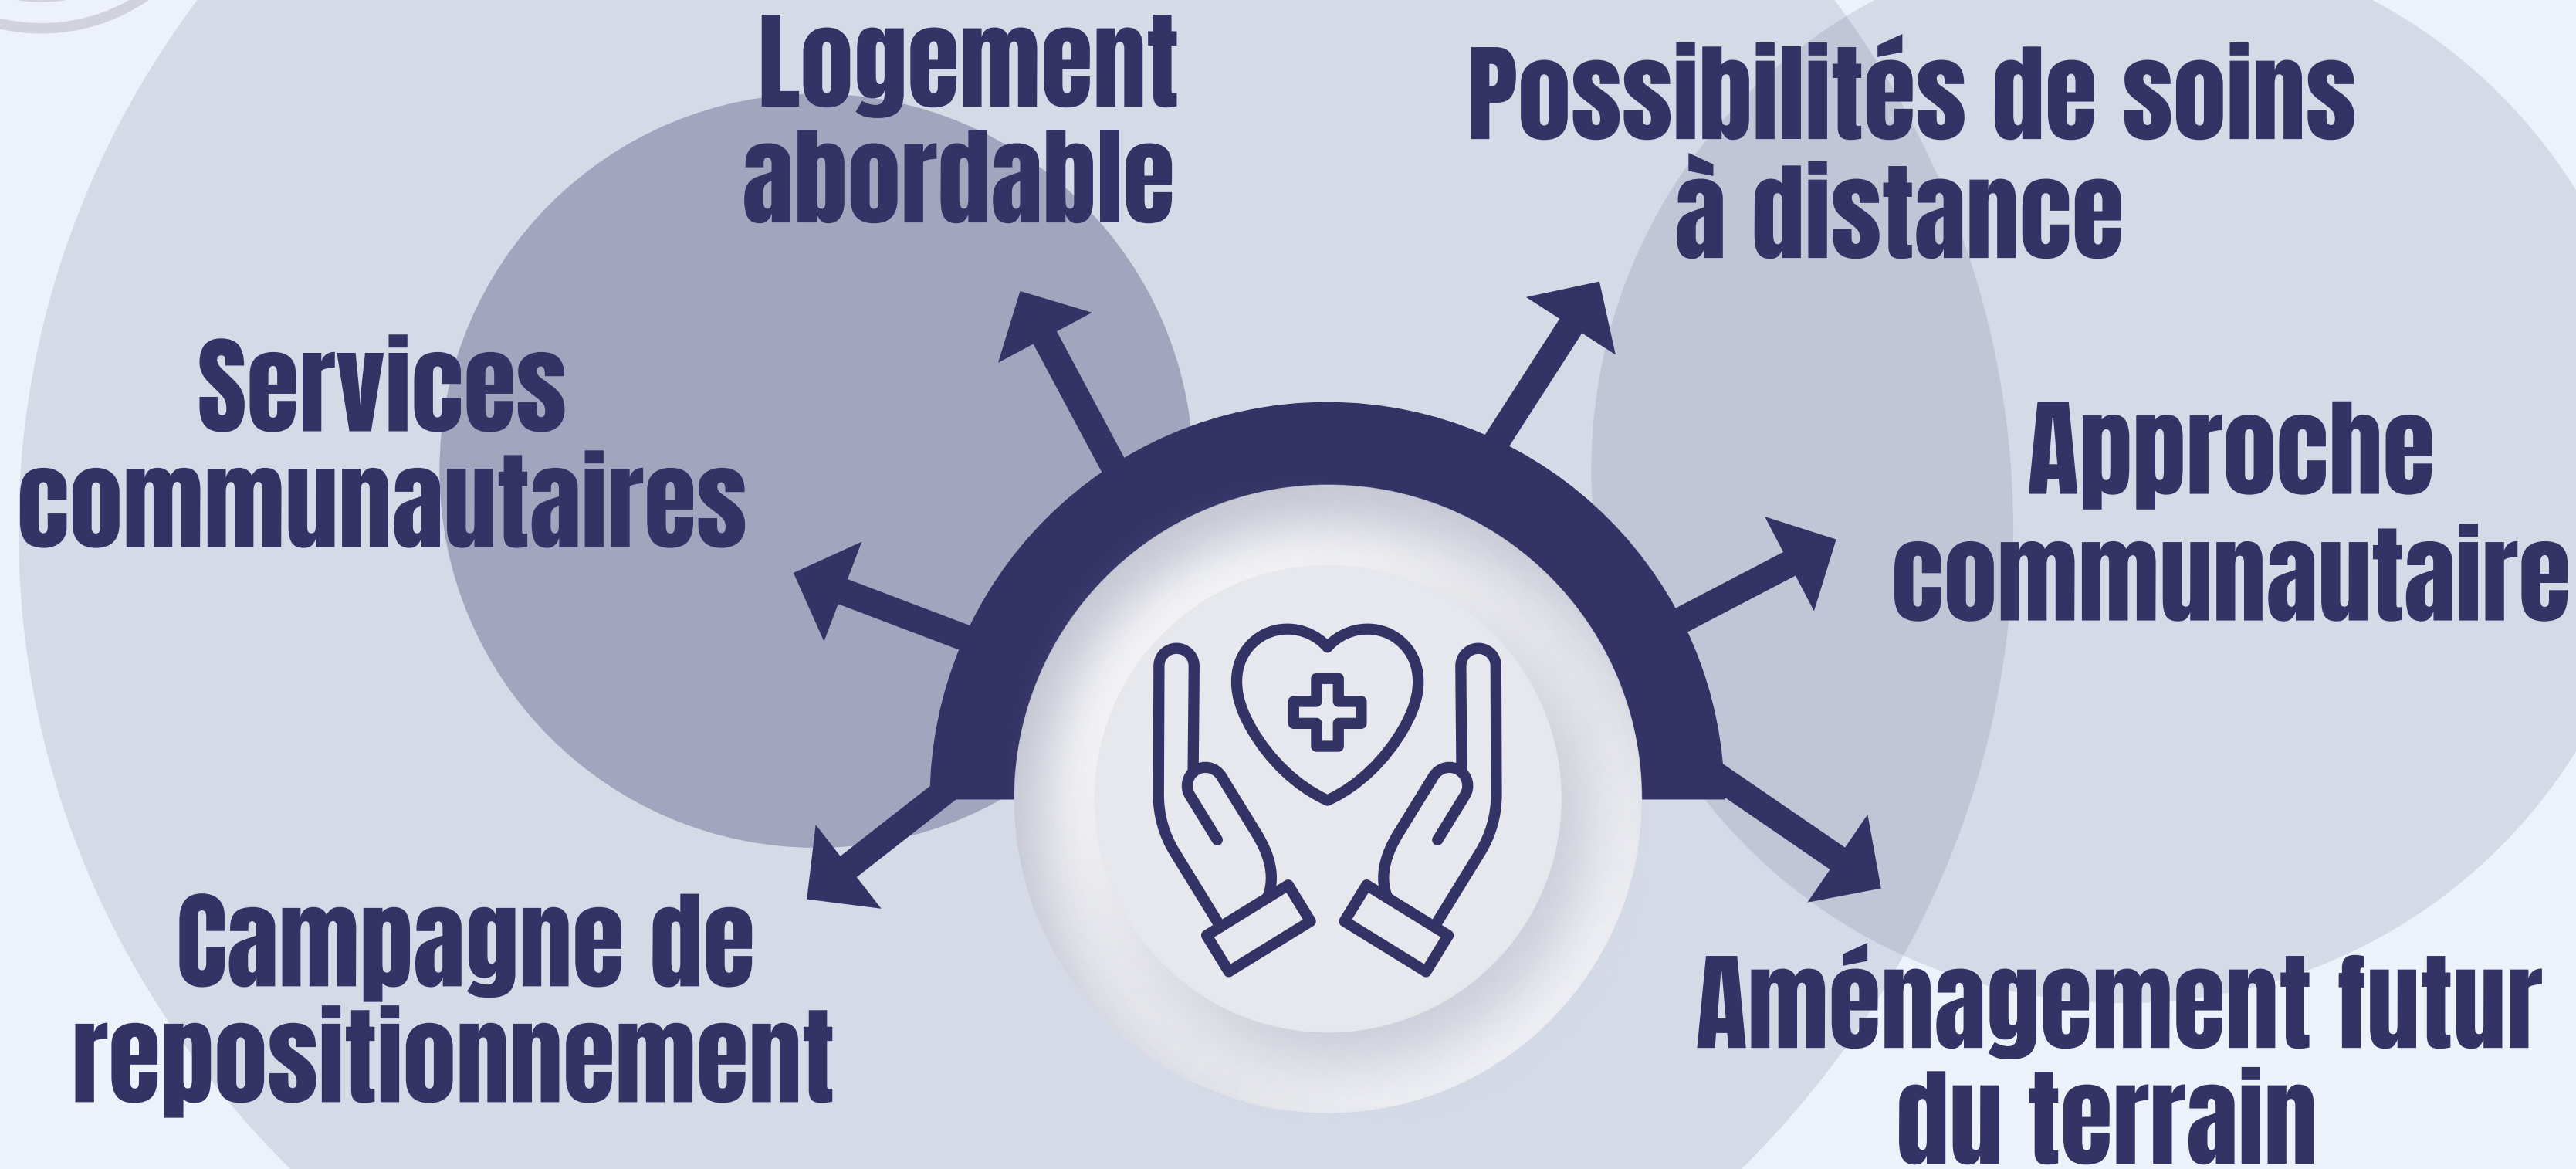 Logement
abordable
Possibilités de soins
à distance
Services
communautaires
Approche
communautaire
Campagne de
repositionnement
Aménagement futur
du terrain